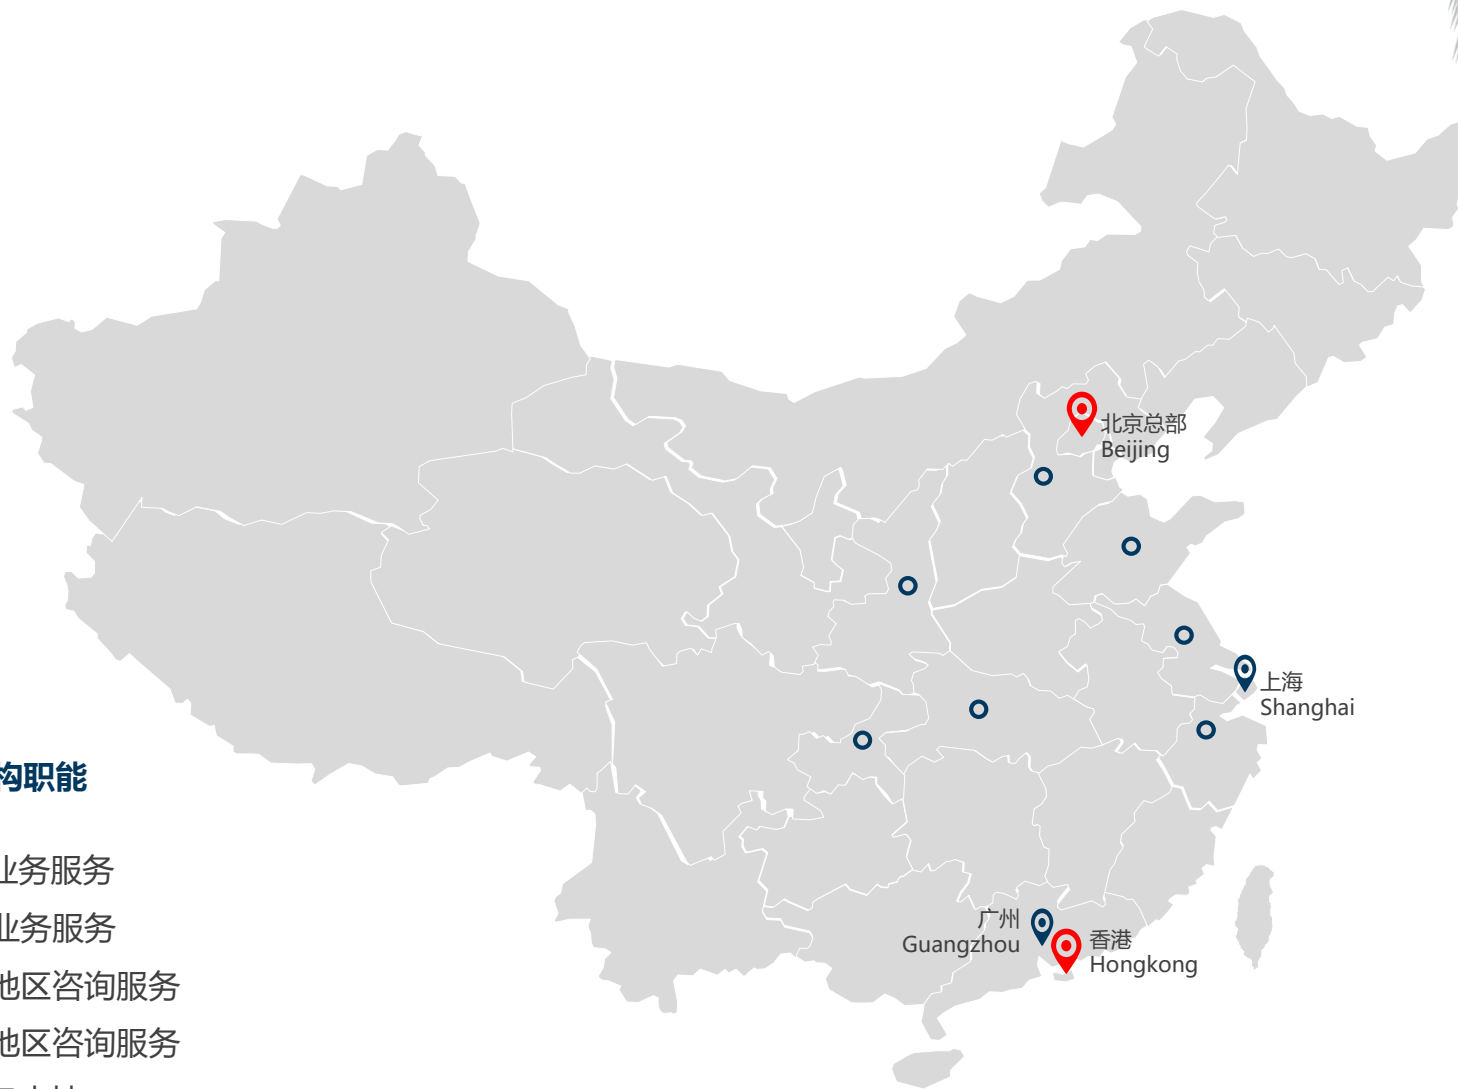 北京总部
Beijing
上海
Shanghai
构职能
业务服务
业务服务
地区咨询服务
地区咨询服务
广州
Guangzhou
香港
Hongkong